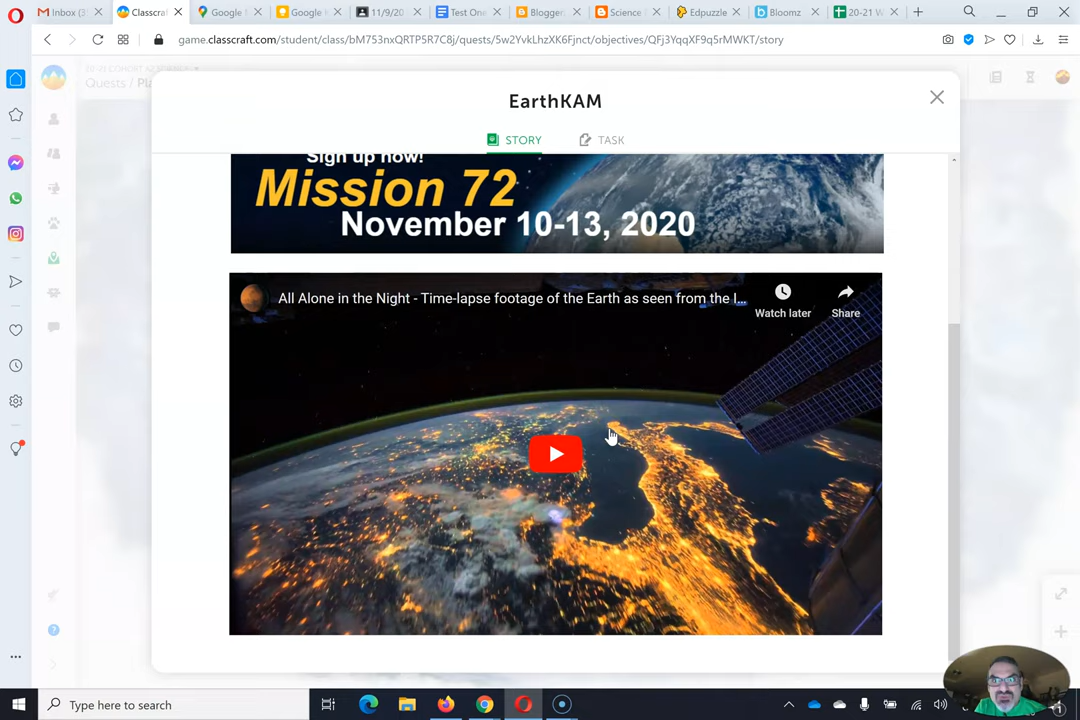 Inbox (3
Classcra
Google
Google
11/9/20
Test One
Blogger
Science
Edpuzzle
Bloomz
20-21 W
game.classcraft.com/student/class/bM753nxQRTP5R7C8j/quests/5w2YvkLhzXK6Fjnct/objectives/QFj3YqqXF9q5rMWKT/story
Quests / Pla
EarthKAM
STORY
TASK
Sign up now!
Mission 72
November 10-13, 2020
All Alone in the Night - Time-lapse footage of the Earth as seen from the I...
Watch later
Share
Type here to search